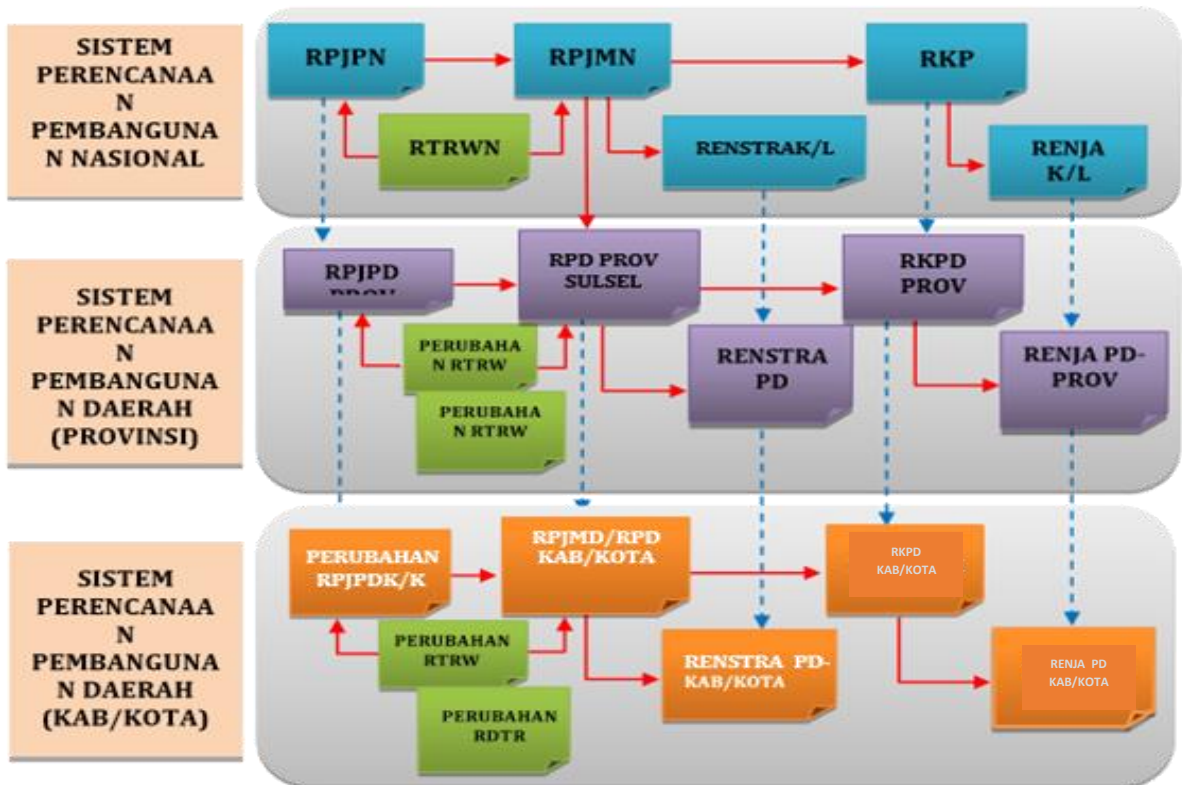 SISTEM
PERENCANAA
N
PEMBANGUNA
N NASIONAL
RPJPN
RPJMN
RKP
RTRWN
RENSTRAK/L
RENJA
K/L
SISTEM
PERENCANAA
N
PEMBANGUNA
N DAERAH
(PROVINSI)
RPJPD
PROV
RPD PROV
SULSEL
RKPD
PROV
PERUBAHA
N RTRW
PERUBAHA
N RTRW
RENSTRA
PD
RENJA PD-
PROV
SISTEM
PERENCANAA
N
PEMBANGUNA
N DAERAH
(KAB/KOTA)
PERUBAHAN
RPJPDK/K
RPJMD/RPD
KAB/KOTA
RKPD
KAB/KOTA
PERUBAHAN
RTRW
PERUBAHAN
RDTR
RENSTRA PD-
KAB/KOTA
RENJA PD
KAB/KOTA